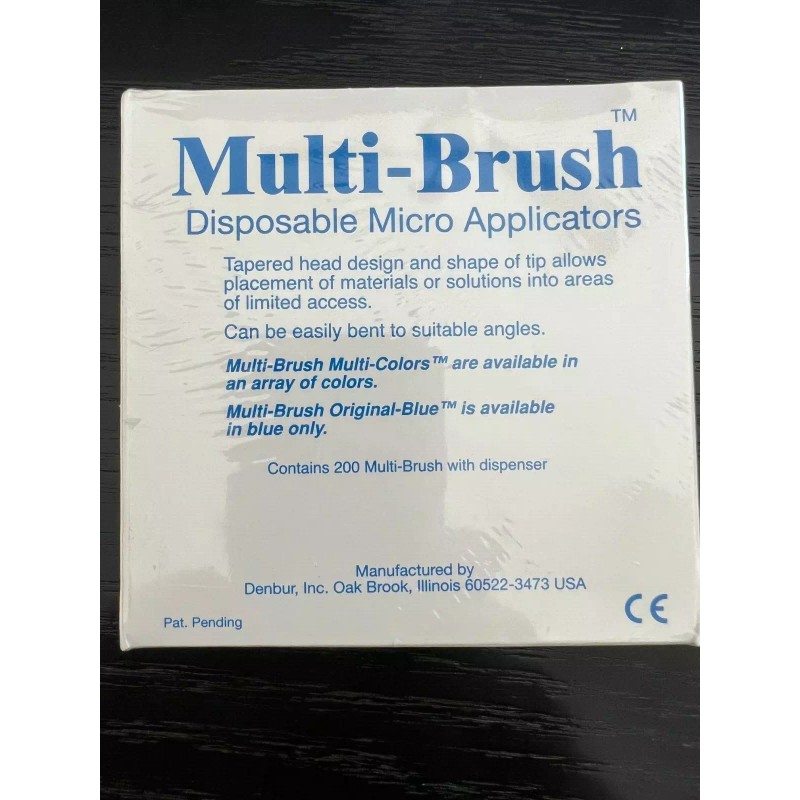 Multi-Brush™
Disposable Micro Applicators
Tapered head design and shape of tip allows
placement of materials or solutions into areas
of limited access.
Can be easily bent to suitable angles.
Multi-Brush Multi-Colors™ are available in
an array of colors.
Multi-Brush Original-Blue™ is available
in blue only.
Contains 200 Multi-Brush with dispenser
Manufactured by
Denbur, Inc. Oak Brook, Illinois 60522-3473 USA
Pat. Pending
CE